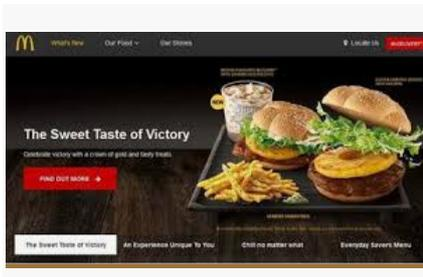 What's New Our Food Our Stores Locate Us McDELIVERY
NEW
The Sweet Taste of Victory
Celebrate victory with a crown of gold and tasty treats.
FIND OUT MORE →
The Sweet Taste of Victory An Experience Unique To You Chill no matter what Everyday Savers Menu